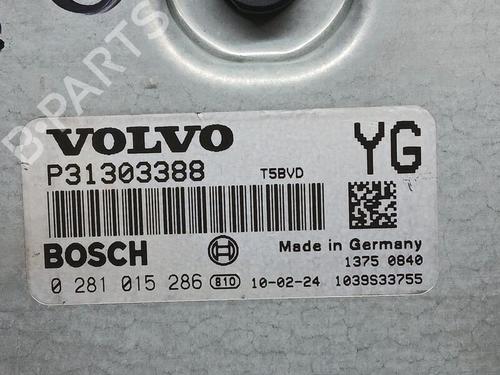 B-PARTS
VOLVO
YG
P31303388 T5BVD
BOSCH
Made in Germany
1375 0840
0 281 015 286 B10 10-02-24 1039S33755